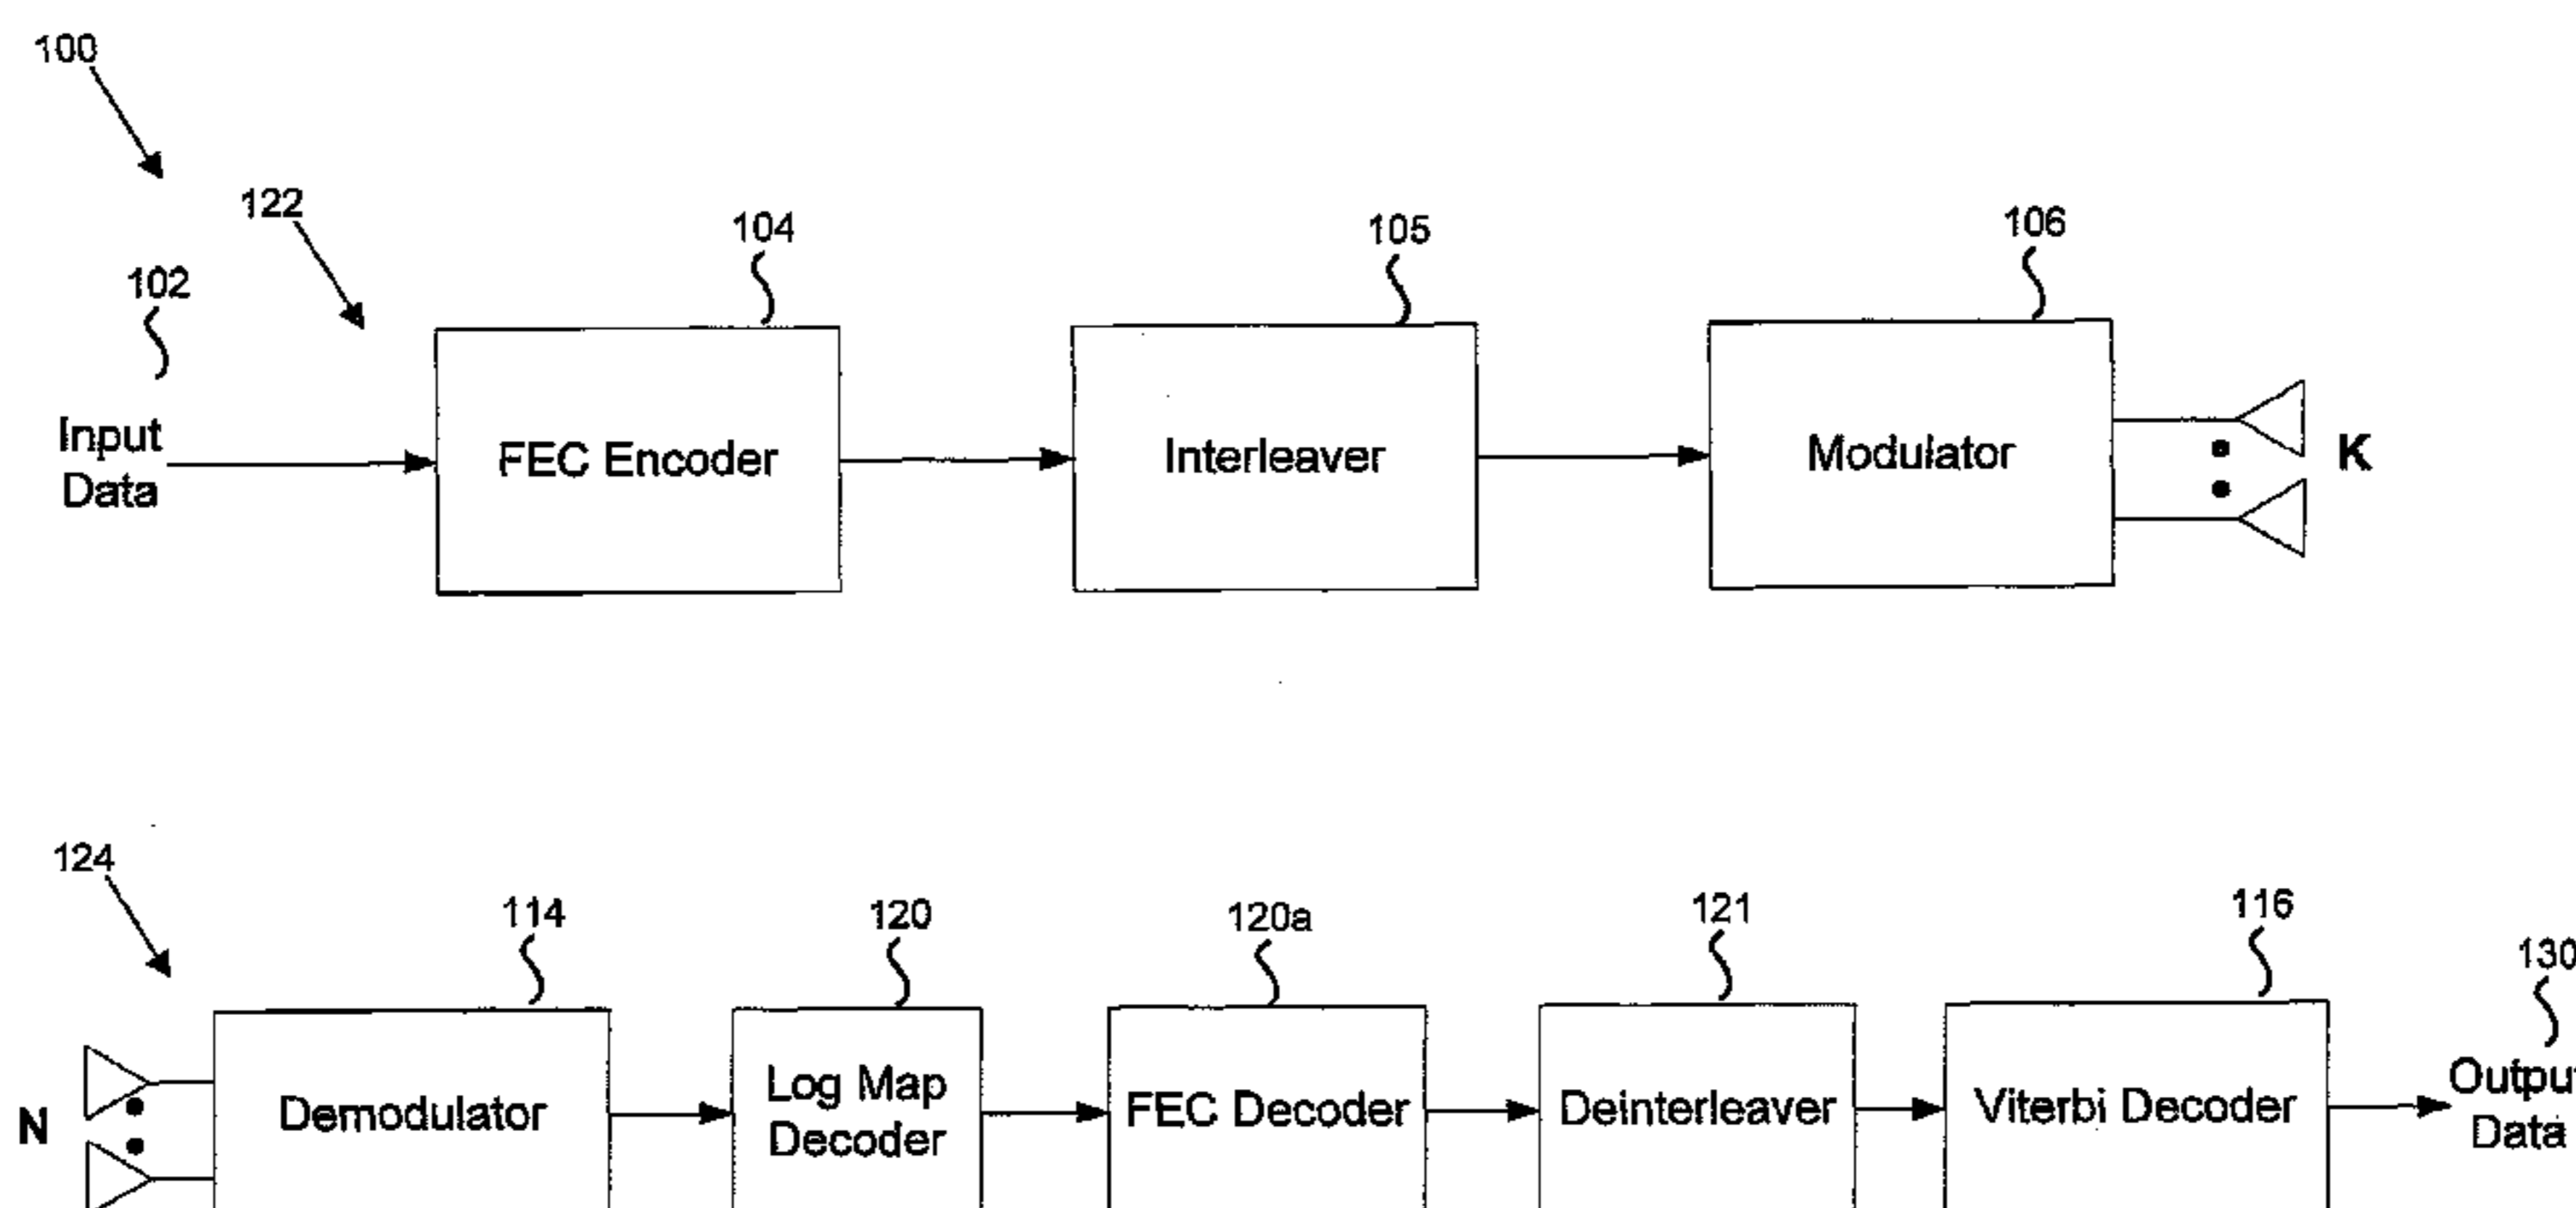 100
122
102
104
105
106
Input
Data
FEC Encoder
Interleaver
Modulator
K
124
114
120
120a
121
116
130
N
Demodulator
Log Map
Decoder
FEC Decoder
Deinterleaver
Viterbi Decoder
Output
Data